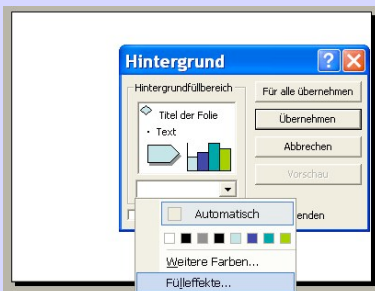 Hintergrund
Hintergrundfüllbereich
Titel der Folie
• Text
Für alle übernehmen
Übernehmen
Abbrechen
Vorschau
Automatisch
enden
Weitere Farben...
Fülleffekte...